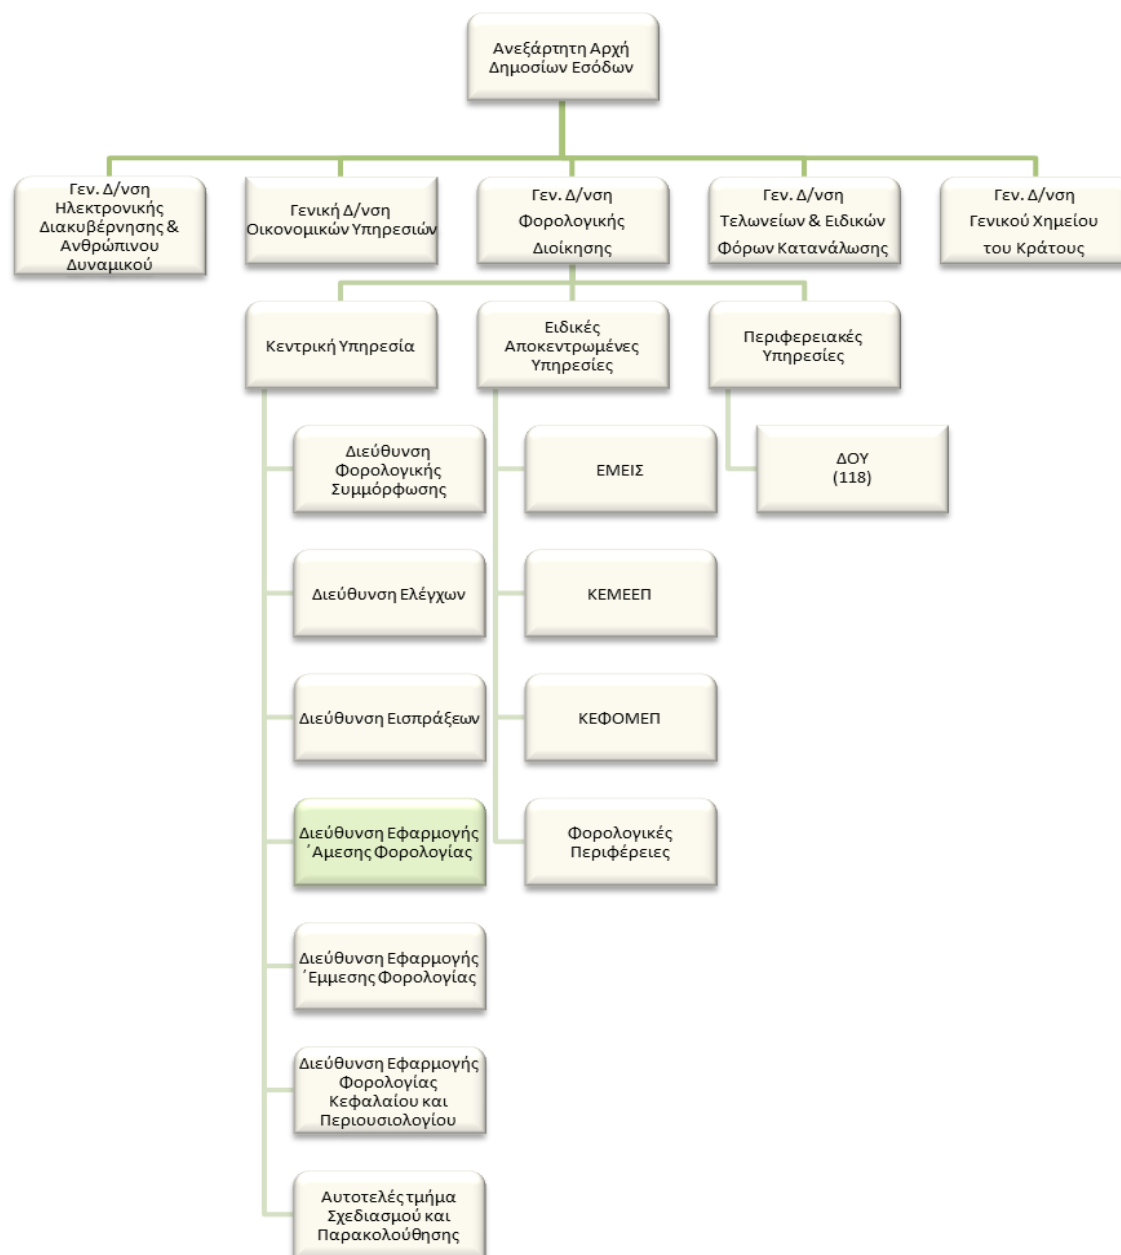 Ανεξάρτητη Αρχή
Δημοσίων Εσόδων
Γεν. Δ/νση
Ηλεκτρονικής
Διακυβέρνησης &
Ανθρώπινου
Δυναμικού
Γενική Δ/νση
Οικονομικών Υπηρεσιών
Γεν. Δ/νση
Φορολογικής
Διοίκησης
Γεν. Δ/νση
Τελωνείων & Ειδικών
Φόρων Κατανάλωσης
Γεν. Δ/νση
Γενικού Χημείου
του Κράτους
Κεντρική Υπηρεσία
Ειδικές
Αποκεντρωμένες
Υπηρεσίες
Περιφερειακές
Υπηρεσίες
Διεύθυνση
Φορολογικής
Συμμόρφωσης
ΕΜΕΙΣ
ΔΟΥ
(118)
Διεύθυνση Ελέγχων
ΚΕΜΕΕΠ
Διεύθυνση Εισπράξεων
ΚΕΦΟΜΕΠ
Διεύθυνση Εφαρμογής
΄Αμεσης Φορολογίας
Φορολογικές
Περιφέρειες
Διεύθυνση Εφαρμογής
΄Εμμεσης Φορολογίας
Διεύθυνση Εφαρμογής
Φορολογίας
Κεφαλαίου και
Περιουσιολογίου
Αυτοτελές τμήμα
Σχεδιασμού και
Παρακολούθησης